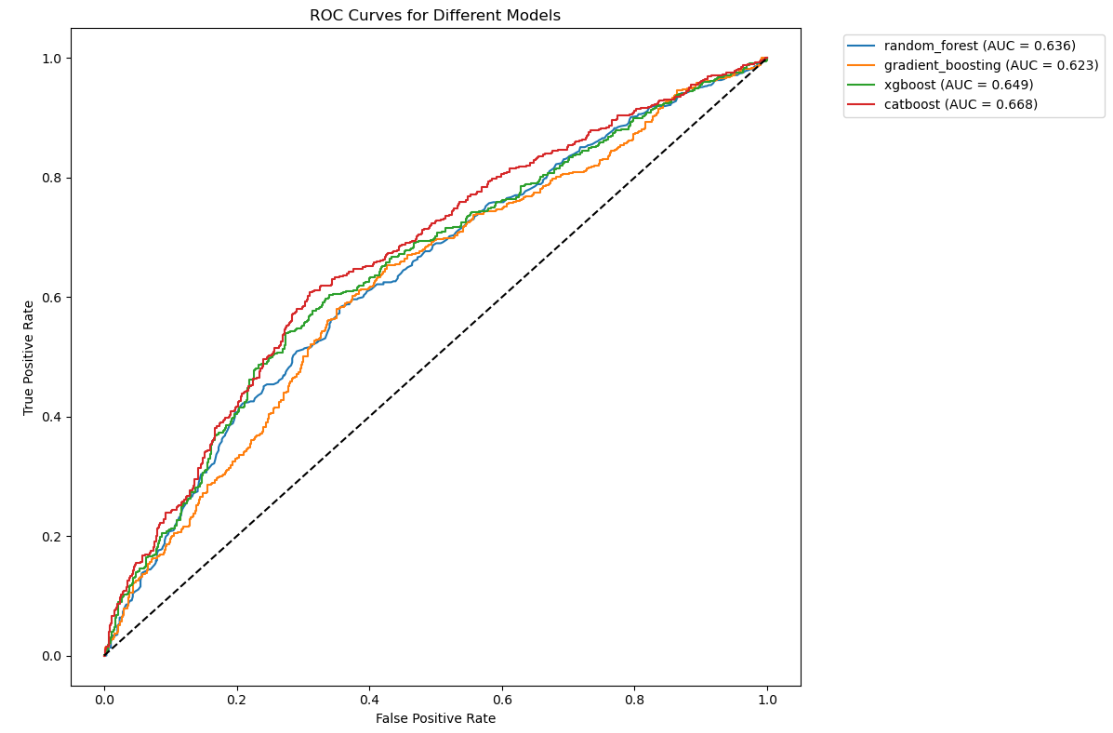 ROC Curves for Different Models
random_forest (AUC = 0.636)
gradient_boosting (AUC = 0.623)
xgboost (AUC = 0.649)
catboost (AUC = 0.668)
True Positive Rate
1.0
0.8
0.6
0.4
0.2
0.0
0.0 0.2 0.4 0.6 0.8 1.0
False Positive Rate